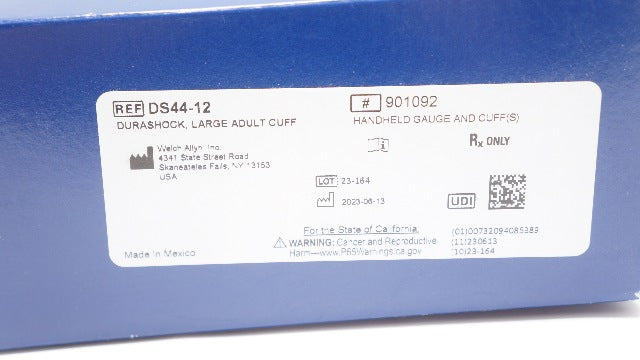 REF DS44-12
DURASHOCK, LARGE ADULT CUFF
# 901092
HANDHELD GAUGE AND CUFF(S)
Welch Allyn, Inc.
4341 State Street Road
Skaneateles Falls, NY 13153
USA
Rx ONLY
LOT 23-164
2023-06-13
UDI
For the State of California.
WARNING: Cancer and Reproductive
Harm—www.P65Warnings.ca.gov
(01)00732094085389
(11)230613
(10)23-164
Made in Mexico